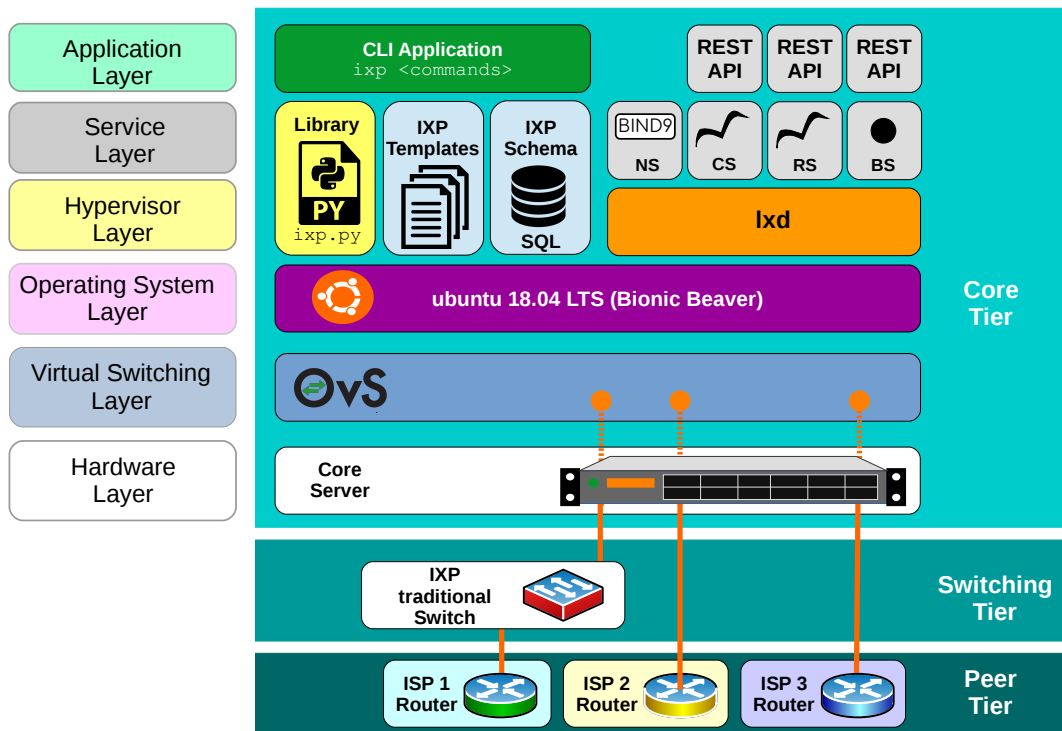 Application
Layer
Service
Layer
Hypervisor
Layer
Operating System
Layer
Virtual Switching
Layer
Hardware
Layer
CLI Application
ixp <commands>
REST
API
REST
API
REST
API
Library
PY
ixp.py
IXP
Templates
IXP
Schema
SQL
BIND9
NS
CS
RS
BS
lxd
ubuntu 18.04 LTS (Bionic Beaver)
Core
Tier
OvS
Core
Server
IXP
traditional
Switch
Switching
Tier
ISP 1
Router
ISP 2
Router
ISP 3
Router
Peer
Tier